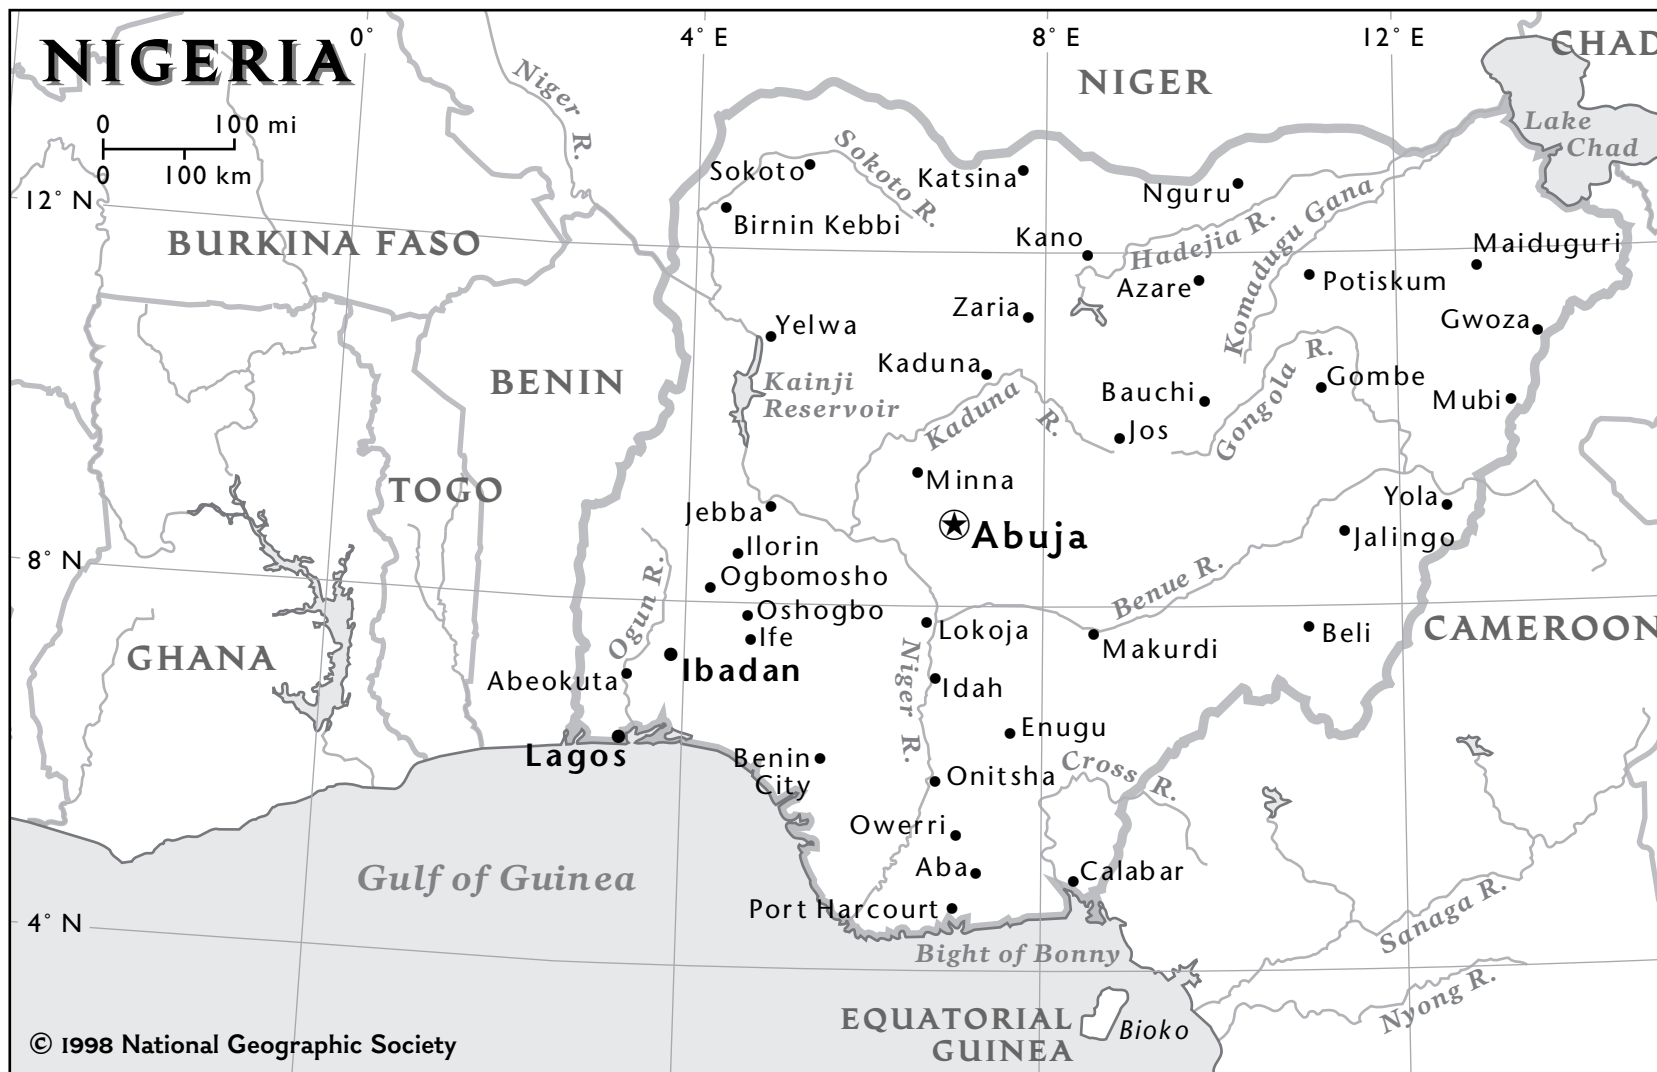 NIGERIA
0 100 mi
0 100 km
0°
4° E
8° E
12° E
12° N
8° N
4° N
CHAD
NIGER
Niger R.
Lake
Chad
Sokoto
Sokoto R.
Katsina
Nguru
Birnin Kebbi
BURKINA FASO
Kano
Hadejia R.
Komadugu Gana
Maiduguri
Azare
Potiskum
Zaria
Gwoza
Yelwa
Kaduna
Kainji
Reservoir
BENIN
Kaduna R.
Bauchi
Gongola R.
Gombe
Mubi
Jos
TOGO
Minna
Jebba
Abuja
Yola
Jalingo
Ilorin
Ogbomosho
Benue R.
Oshogbo
Ogun R.
Ife
Lokoja
Makurdi
Beli
CAMEROON
GHANA
Ibadan
Abeokuta
Niger R.
Idah
Enugu
Lagos
Benin
City
Cross R.
Onitsha
Owerri
Aba
Calabar
Gulf of Guinea
Port Harcourt
Bight of Bonny
Sanaga R.
Nyong R.
EQUATORIAL
GUINEA
Bioko
© 1998 National Geographic Society